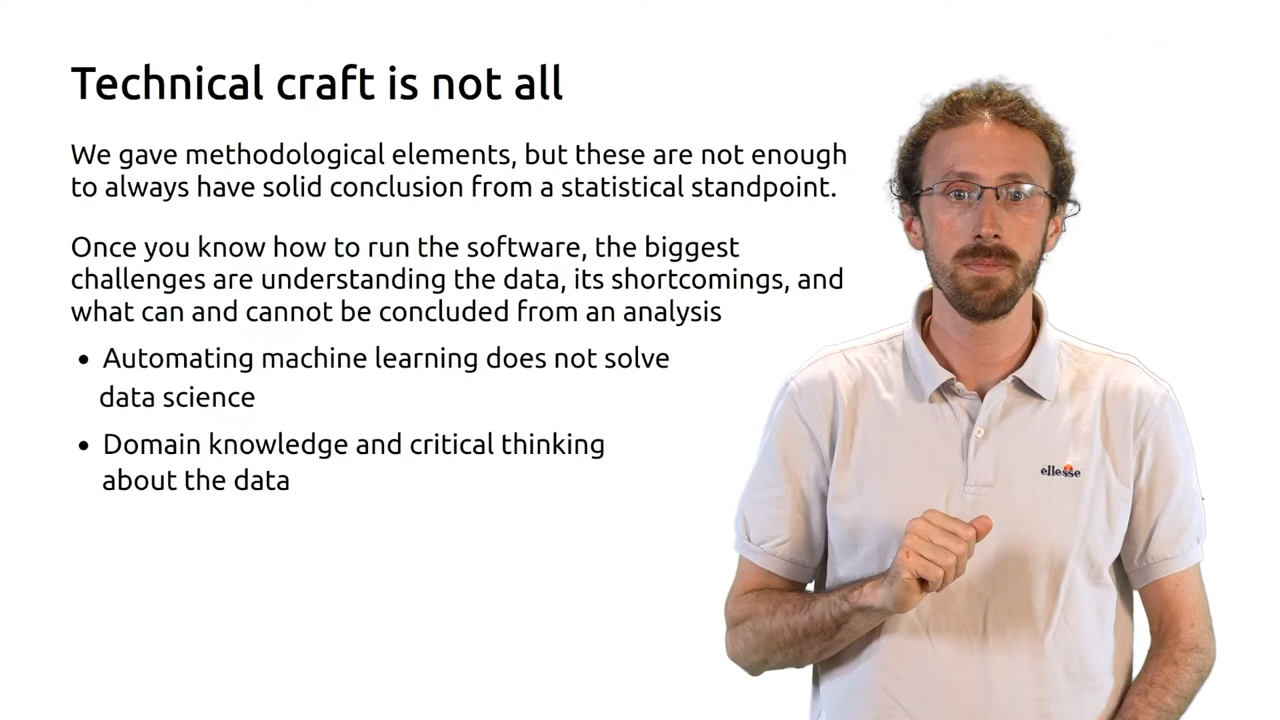 Technical craft is not all
We gave methodological elements, but these are not enough
to always have solid conclusion from a statistical standpoint.
Once you know how to run the software, the biggest
challenges are understanding the data, its shortcomings, and
what can and cannot be concluded from an analysis
• Automating machine learning does not solve
data science
• Domain knowledge and critical thinking
about the data
ellesse